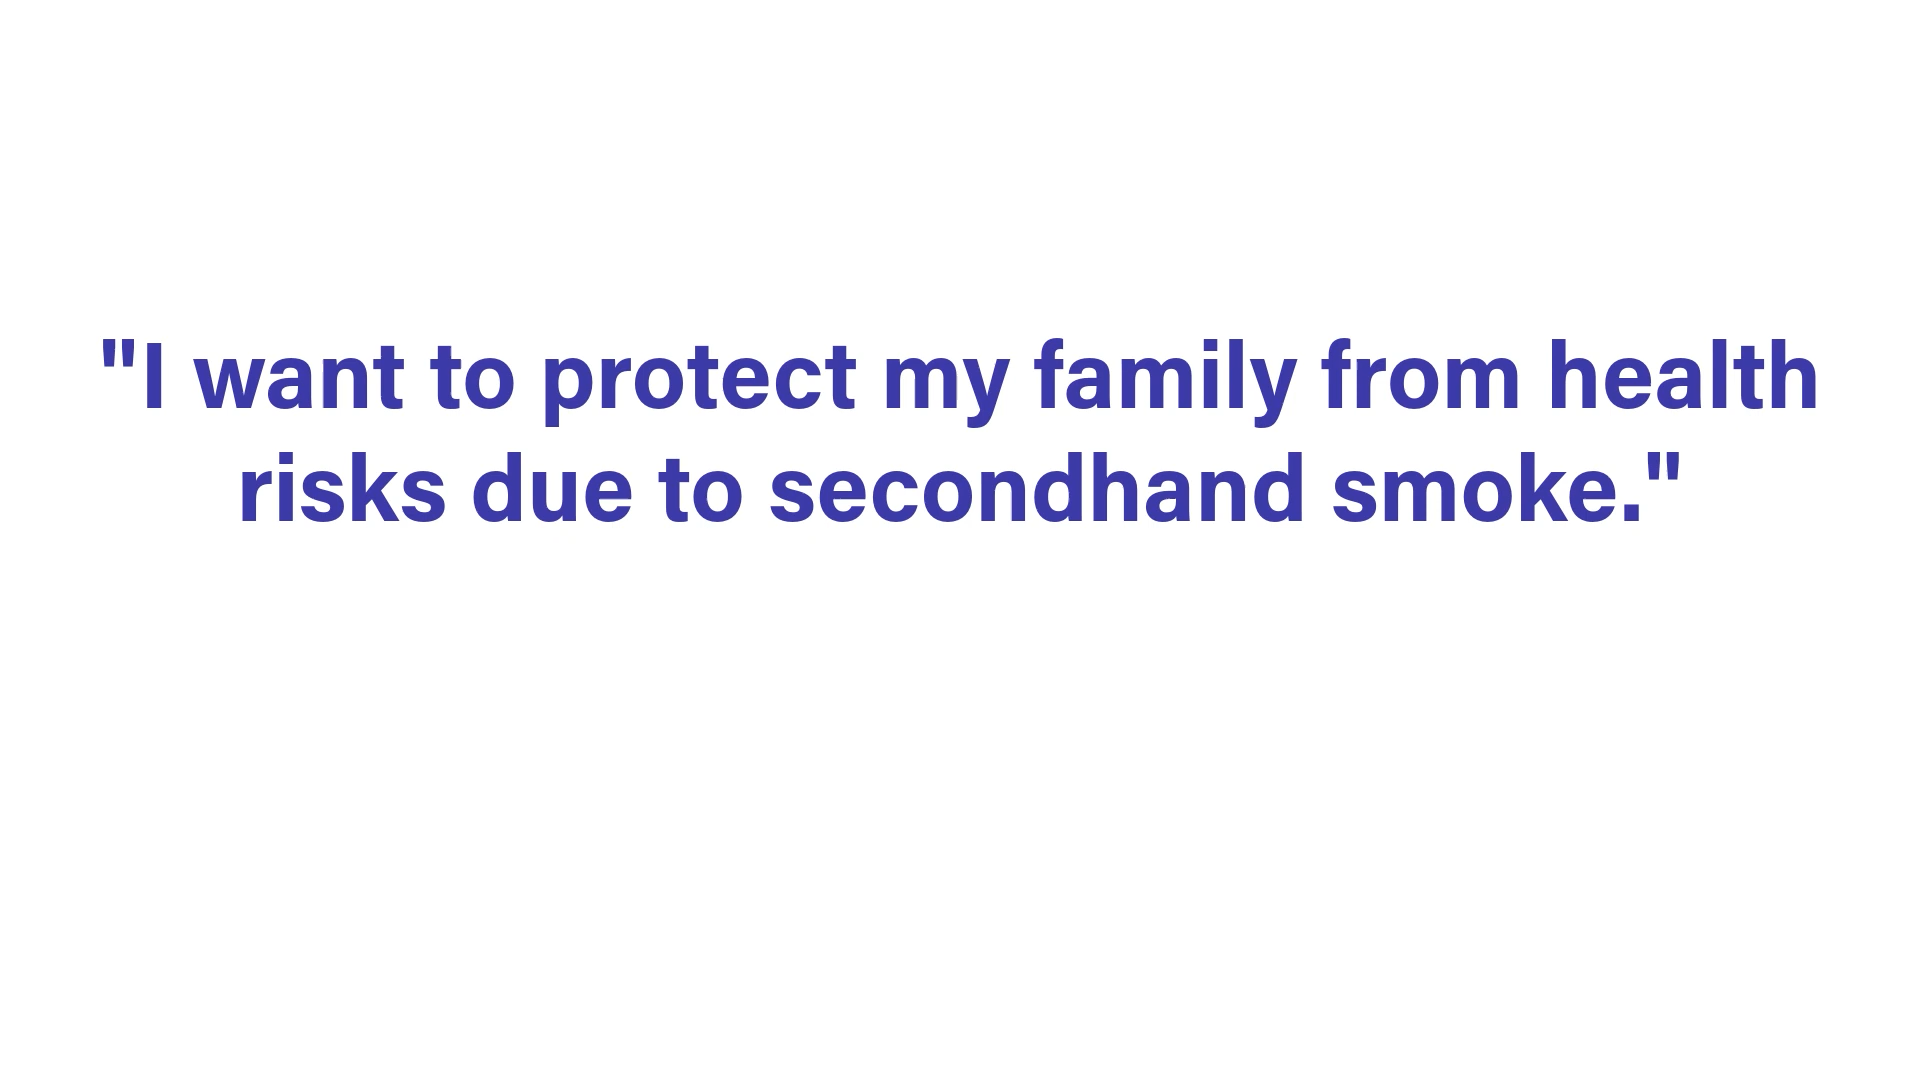 "I want to protect my family from health
risks due to secondhand smoke."